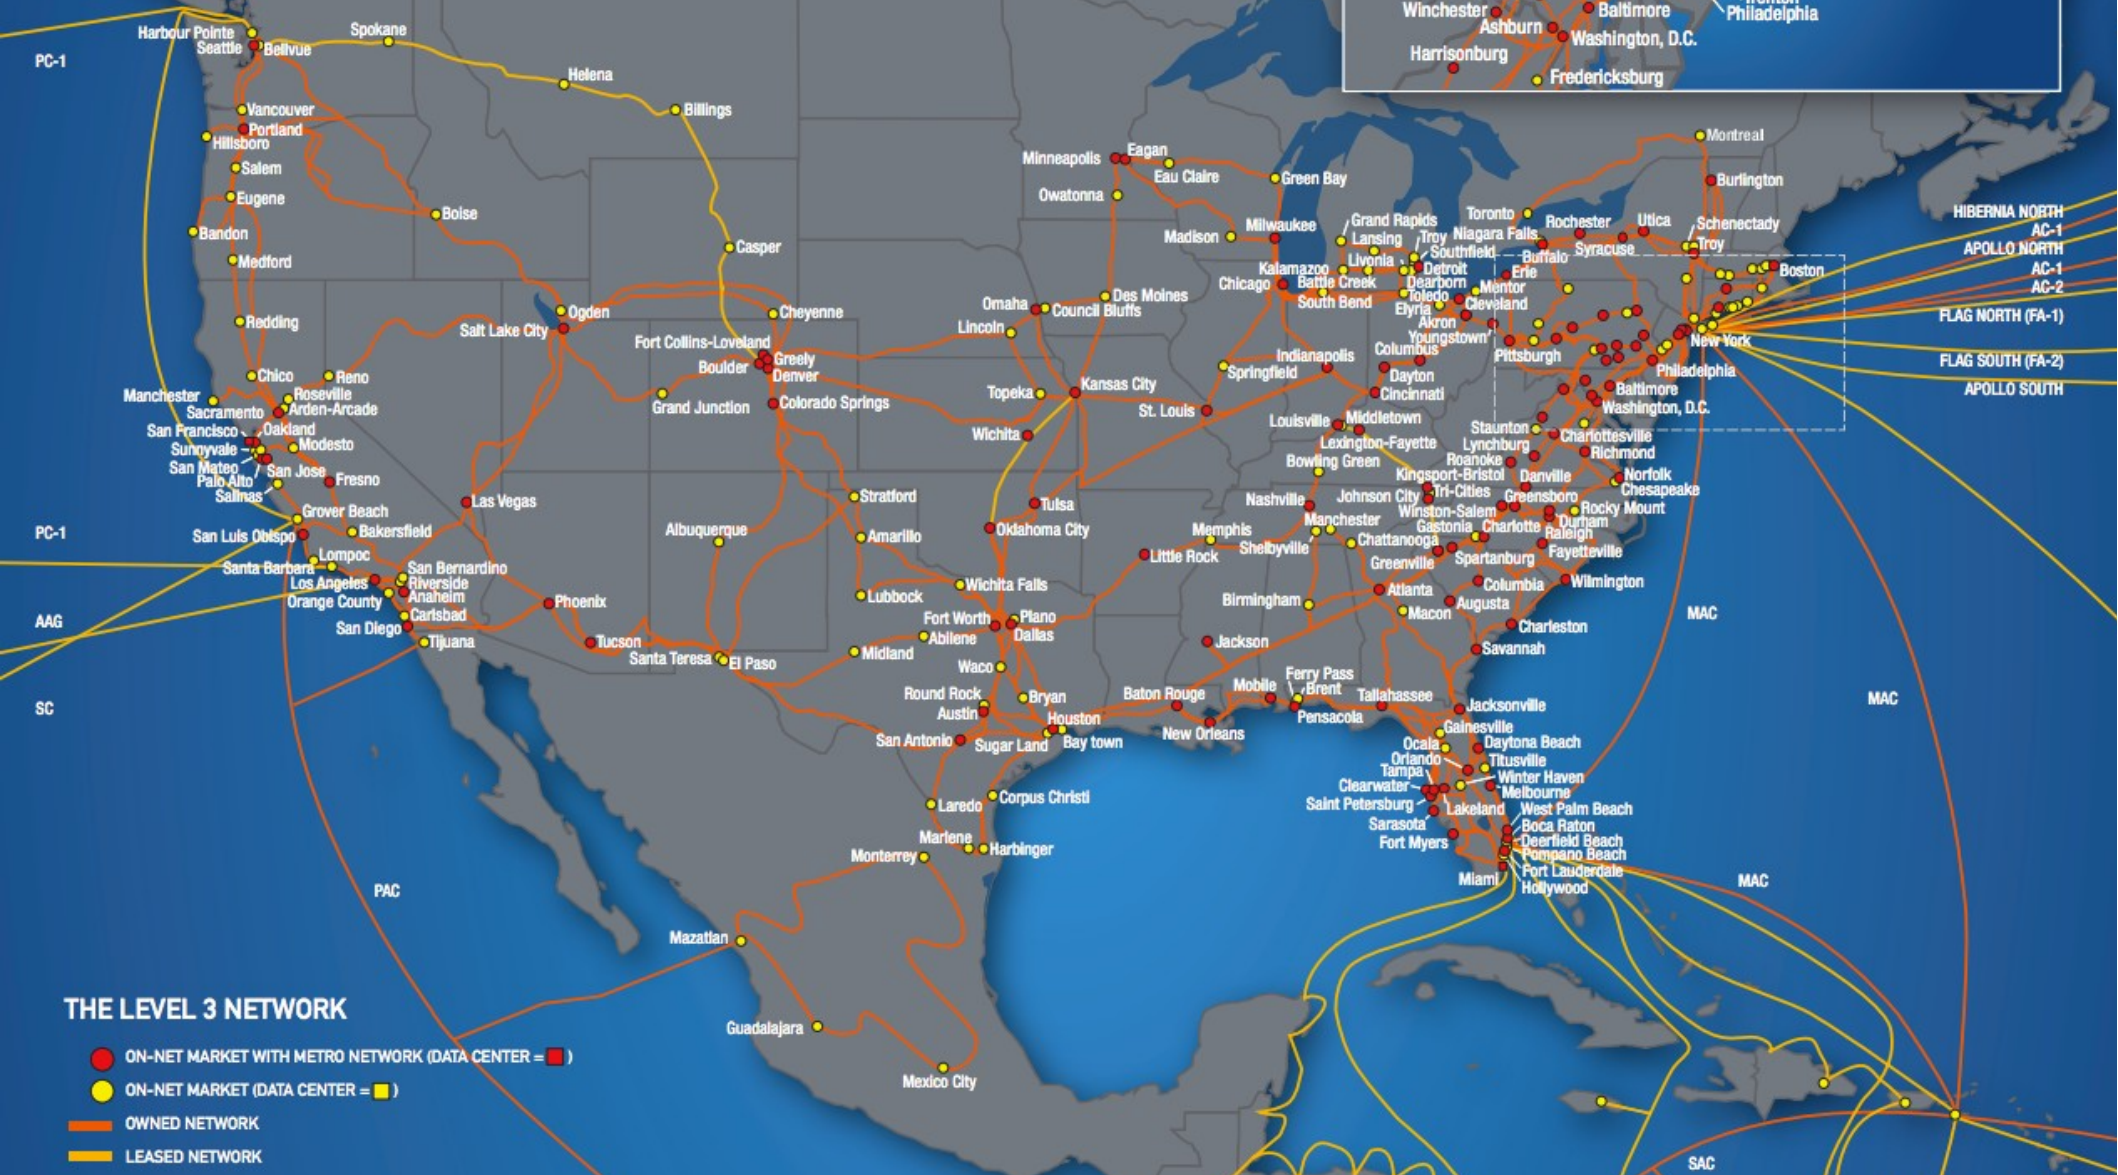 Winchester
Baltimore
Philadelphia
Ashburn
Washington, D.C.
Harrisonburg
Fredericksburg
Harbour Pointe
Seattle
Bellvue
Spokane
PC-1
Helena
Billings
Vancouver
Portland
Hillsboro
Salem
Eugene
Boise
Bandon
Medford
Casper
Redding
Ogden
Salt Lake City
Cheyenne
Fort Collins-Loveland
Greely
Boulder
Denver
Grand Junction
Colorado Springs
Chico
Reno
Manchester
Roseville
Sacramento
Arden-Arcade
San Francisco
Oakland
Sunnyvale
Modesto
San Mateo
San Jose
Palo Alto
Fresno
Salinas
Grover Beach
Las Vegas
PC-1
San Luis Obispo
Bakersfield
Lompoc
Santa Barbara
San Bernardino
Los Angeles
Riverside
Orange County
Anaheim
Carlsbad
San Diego
Tijuana
AAG
SC
PAC
Phoenix
Tucson
Santa Teresa
El Paso
Albuquerque
Stratford
Amarillo
Lubbock
Wichita Falls
Fort Worth
Plano
Abilene
Dallas
Midland
Waco
Round Rock
Bryan
Austin
Houston
San Antonio
Sugar Land
Bay town
Laredo
Corpus Christi
Marlene
Harbinger
Monterrey
Mazatlan
Guadalajara
Mexico City
Minneapolis
Eagan
Eau Claire
Green Bay
Owatonna
Madison
Milwaukee
Chicago
Omaha
Council Bluffs
Des Moines
Lincoln
Topeka
Kansas City
Wichita
St. Louis
Springfield
Tulsa
Oklahoma City
Little Rock
Memphis
Grand Rapids
Lansing
Troy
Southfield
Livonia
Kalamazoo
Detroit
Battle Creek
Dearborn
South Bend
Toledo
Elyria
Mentor
Cleveland
Akron
Youngstown
Indianapolis
Columbus
Dayton
Cincinnati
Louisville
Middletown
Lexington-Fayette
Bowling Green
Nashville
Manchester
Shelbyville
Chattanooga
Birmingham
Jackson
Baton Rouge
New Orleans
Mobile
Ferry Pass
Brent
Pensacola
Tallahassee
Montreal
Burlington
Toronto
Niagara Falls
Rochester
Utica
Schenectady
Syracuse
Troy
Buffalo
Erie
Boston
Pittsburgh
New York
Philadelphia
Baltimore
Washington, D.C.
Staunton
Charlottesville
Lynchburg
Richmond
Roanoke
Kingsport-Bristol
Danville
Norfolk
Chesapeake
Johnson City
Tri-Cities
Greensboro
Winston-Salem
Rocky Mount
Gastonia
Charlotte
Durham
Raleigh
Greenville
Spartanburg
Fayetteville
Columbia
Wilmington
Atlanta
Augusta
Macon
Charleston
Savannah
Jacksonville
Gainesville
Ocala
Daytona Beach
Orlando
Titusville
Tampa
Winter Haven
Clearwater
Melbourne
Saint Petersburg
Lakeland
West Palm Beach
Sarasota
Boca Raton
Fort Myers
Deerfield Beach
Pompano Beach
Fort Lauderdale
Miami
Hollywood
HIBERNIA NORTH
AC-1
APOLLO NORTH
AC-1
AC-2
FLAG NORTH (FA-1)
FLAG SOUTH (FA-2)
APOLLO SOUTH
MAC
MAC
MAC
SAC
THE LEVEL 3 NETWORK
ON-NET MARKET WITH METRO NETWORK (DATA CENTER = )
ON-NET MARKET (DATA CENTER = )
OWNED NETWORK
LEASED NETWORK